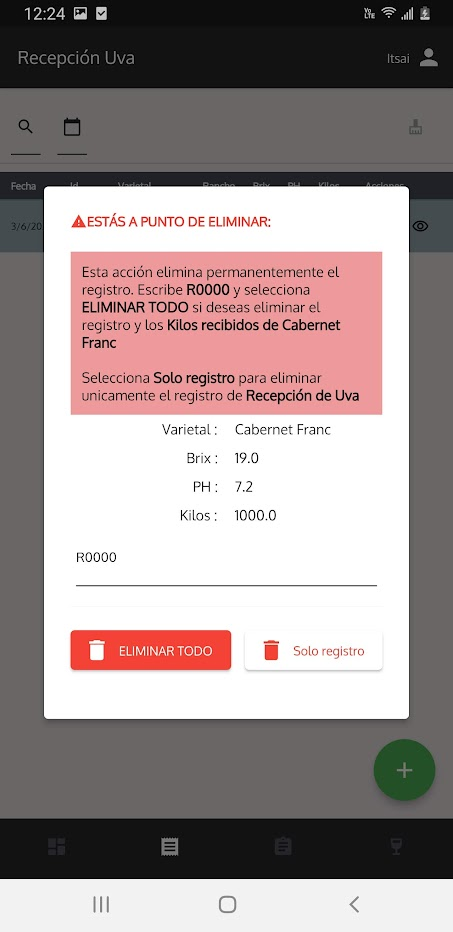 12:24
Vo LTE
Recepción Uva
Itsai
Fecha Id Varietal Rancho Brix PH Kilos Acciones
3/6/20
⚠ESTÁS A PUNTO DE ELIMINAR:
Esta acción elimina permanentemente el
registro. Escribe R0000 y selecciona
ELIMINAR TODO si deseas eliminar el
registro y los Kilos recibidos de Cabernet
Franc
Selecciona Solo registro para eliminar
unicamente el registro de Recepción de Uva
Varietal : Cabernet Franc
Brix : 19.0
PH : 7.2
Kilos : 1000.0
R0000
ELIMINAR TODO
Solo registro
+